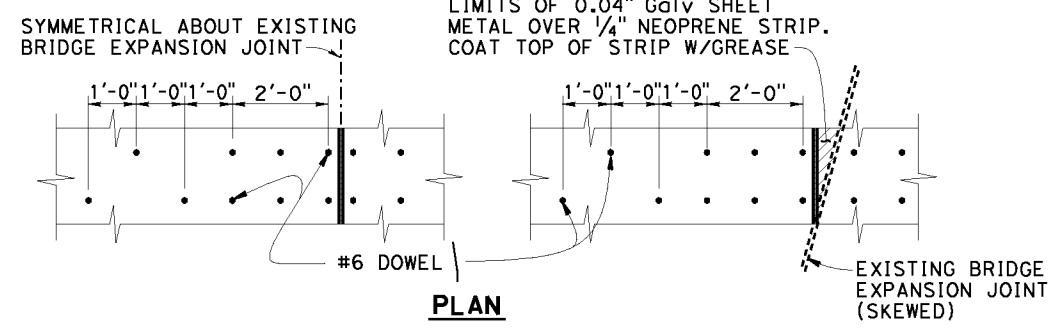 SYMMETRICAL ABOUT EXISTING
BRIDGE EXPANSION JOINT
LIMITS OF 0.04" Galv SHEET
METAL OVER 1/4" NEOPRENE STRIP.
COAT TOP OF STRIP W/GREASE
1'-0" 1'-0" 1'-0" 2'-0"
1'-0" 1'-0" 1'-0" 2'-0"
#6 DOWEL
EXISTING BRIDGE
EXPANSION JOINT
(SKEWED)
PLAN